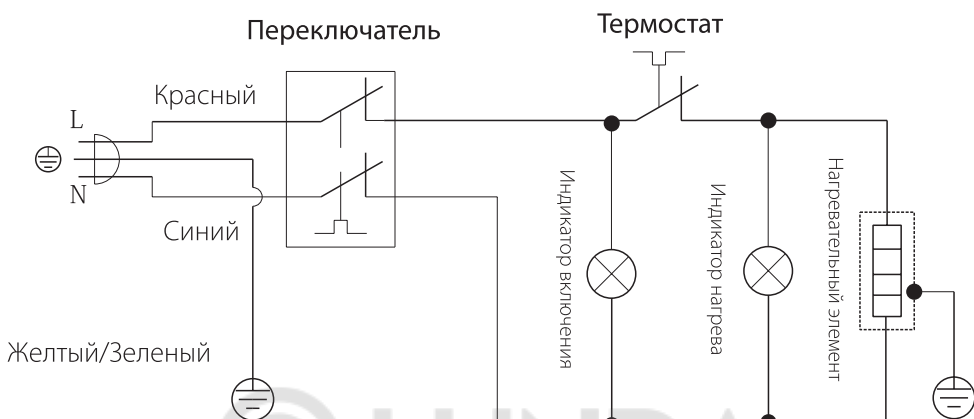 Переключатель
Термостат
Красный
L
N
Синий
Желтый/Зеленый
Индикатор включения
Индикатор нагрева
Нагревательный элемент